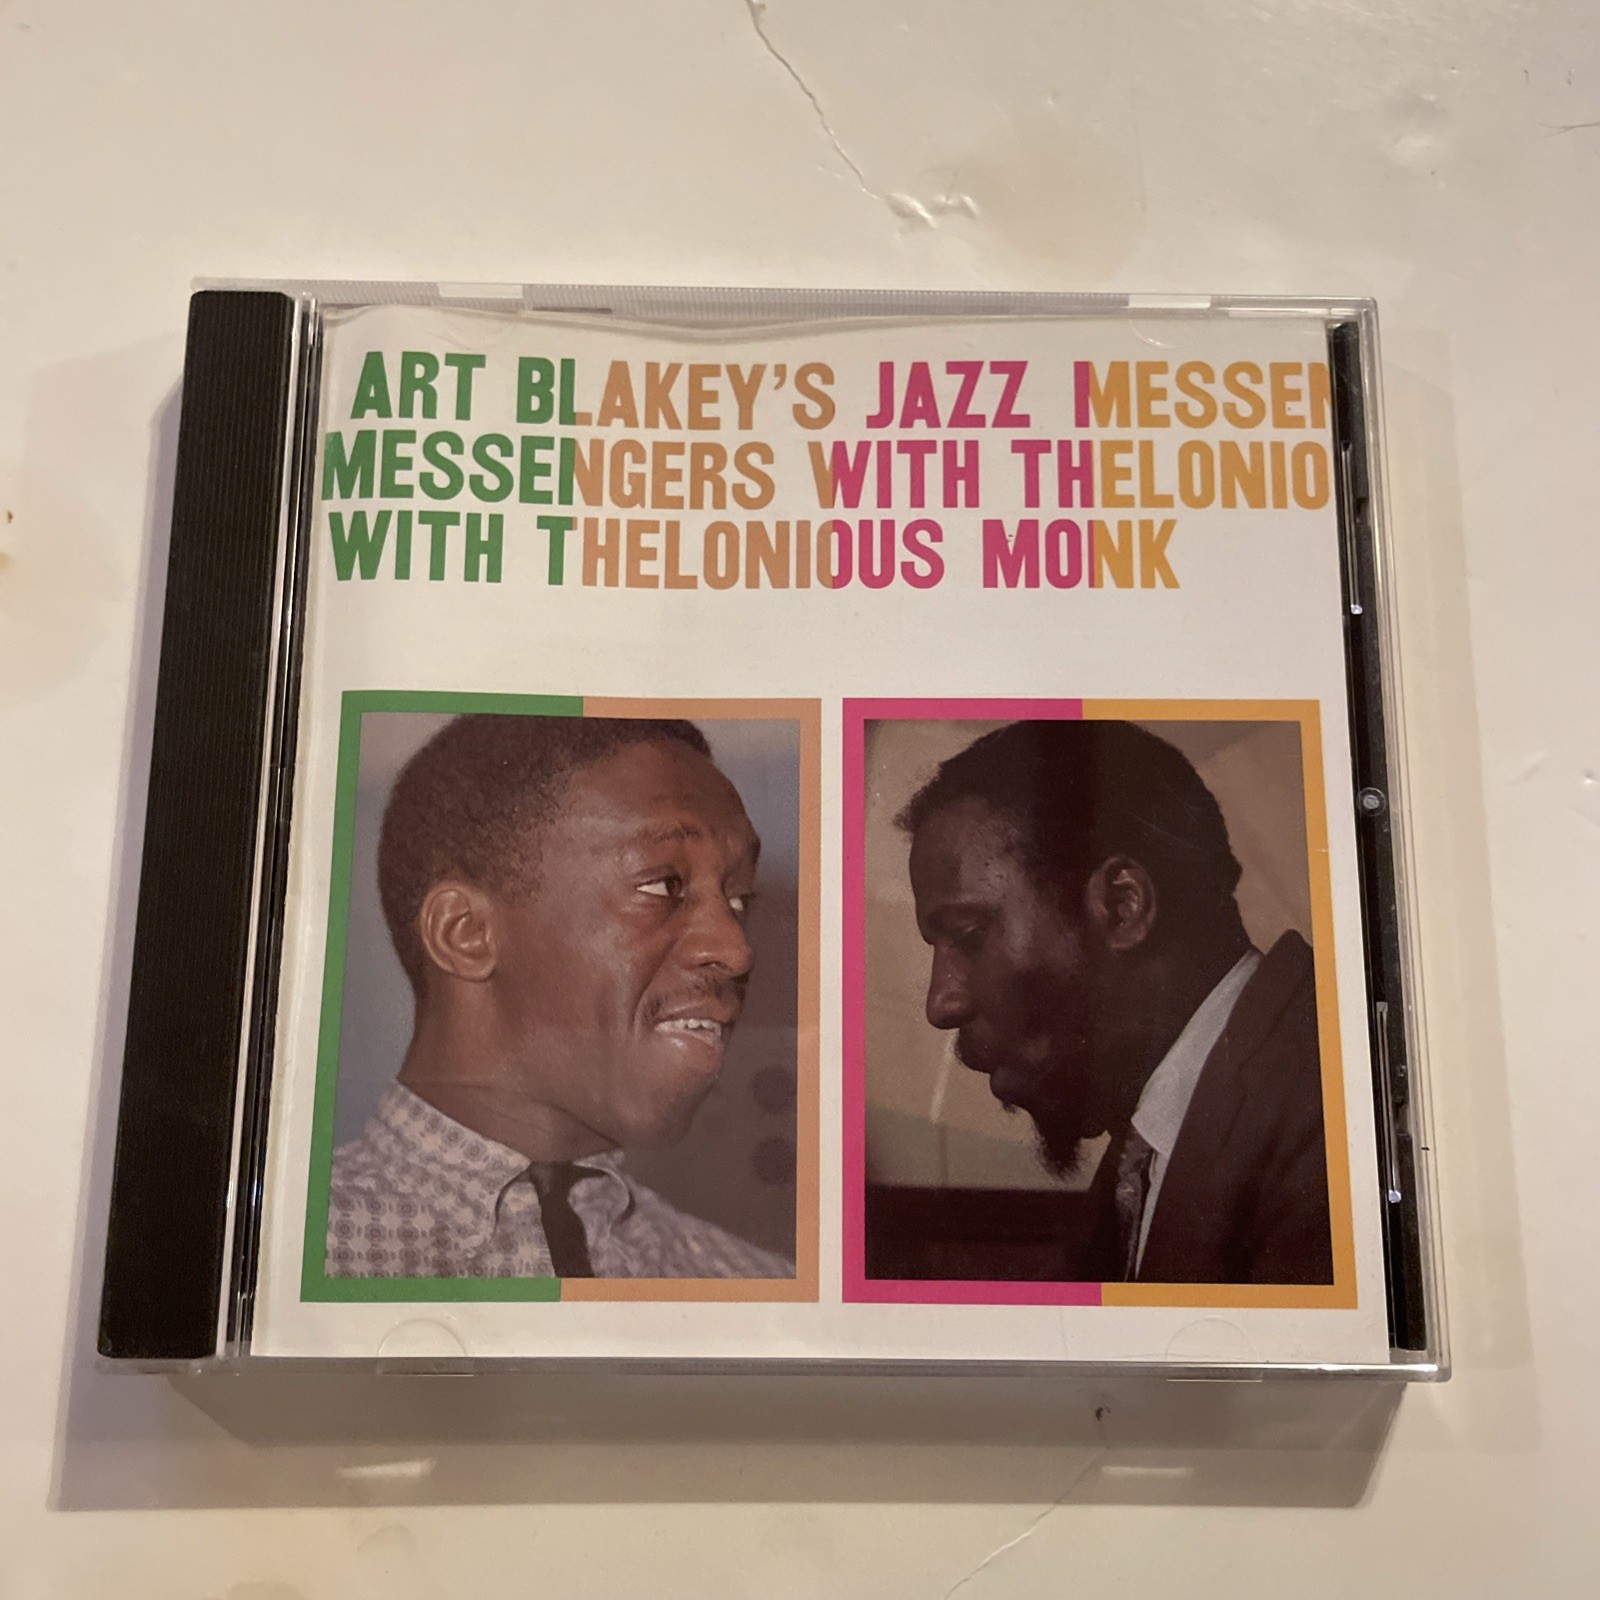 ART BLAKEY'S JAZZ MESSEN
MESSENGERS WITH THELONIO
WITH THELONIOUS MONK